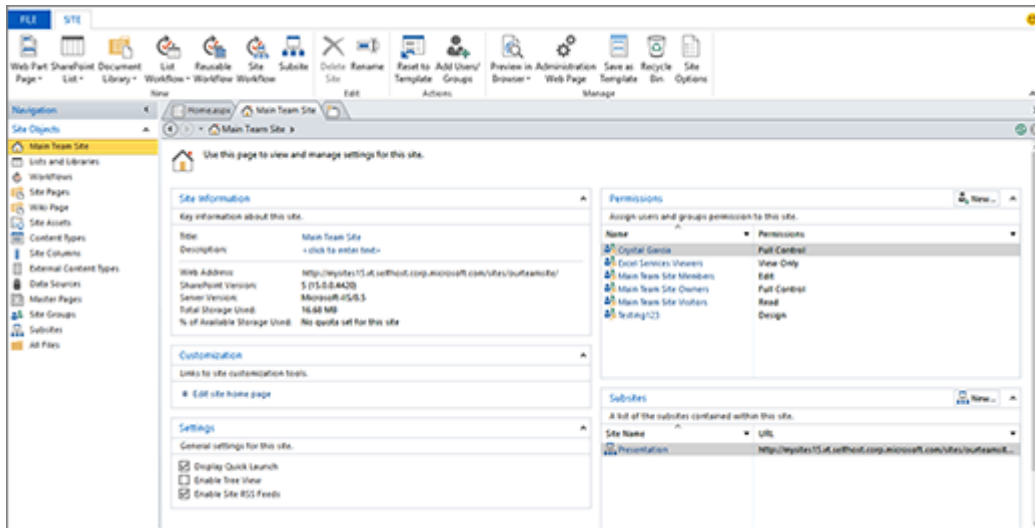 FILE SITE
Web Part Page
SharePoint List
Document Library
List Workflow
Reusable Workflow
Site Workflow
Subsite
Delete Site
Rename
Reset to Template
Add Users/ Groups
Preview in Browser
Administration Web Page
Save as Template
Recycle Bin
Site Options
New
Edit
Actions
Manage
Navigation
Site Objects
Main Team Site
Lists and Libraries
Workflows
Site Pages
Wiki Page
Site Assets
Content Types
Site Columns
External Content Types
Data Sources
Master Pages
Site Groups
Subsites
All Files
Home.aspx
Main Team Site
Main Team Site
Use this page to view and manage settings for this site.
Site Information
Key information about this site.
Title: Main Team Site
Description: <click to enter text>
Web Address: http://mysites15.xt.selfhost.corp.microsoft.com/sites/ourteamsite/
SharePoint Version: 5 (15.0.0.4420)
Server Version: Microsoft-IIS/8.5
Total Storage Used: 16.68 MB
% of Available Storage Used: No quota set for this site
Customization
Links to site customization tools.
Edit site home page
Settings
General settings for this site.
Display Quick Launch
Enable Tree View
Enable Site RSS Feeds
Permissions
New...
Assign users and groups permission to this site.
Name Permissions
Crystal Garcia Full Control
Excel Services Viewers View Only
Main Team Site Members Edit
Main Team Site Owners Full Control
Main Team Site Visitors Read
Testing123 Design
Subsites
New...
A list of the subsites contained within this site.
Site Name URL
Presentation http://mysites15.xt.selfhost.corp.microsoft.com/sites/ourteamsit...